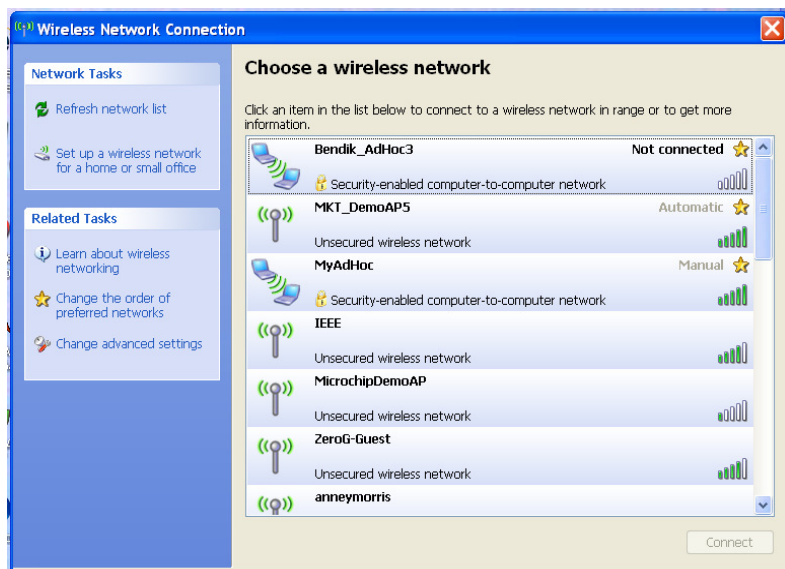 Wireless Network Connection
Network Tasks
Refresh network list
Set up a wireless network
for a home or small office
Related Tasks
Learn about wireless
networking
Change the order of
preferred networks
Change advanced settings
Choose a wireless network
Click an item in the list below to connect to a wireless network in range or to get more
information.
Bendik_AdHoc3 Not connected
Security-enabled computer-to-computer network
MKT_DemoAP5 Automatic
Unsecured wireless network
MyAdHoc Manual
Security-enabled computer-to-computer network
IEEE
Unsecured wireless network
MicrochipDemoAP
Unsecured wireless network
ZeroG-Guest
Unsecured wireless network
anneymorris
Connect